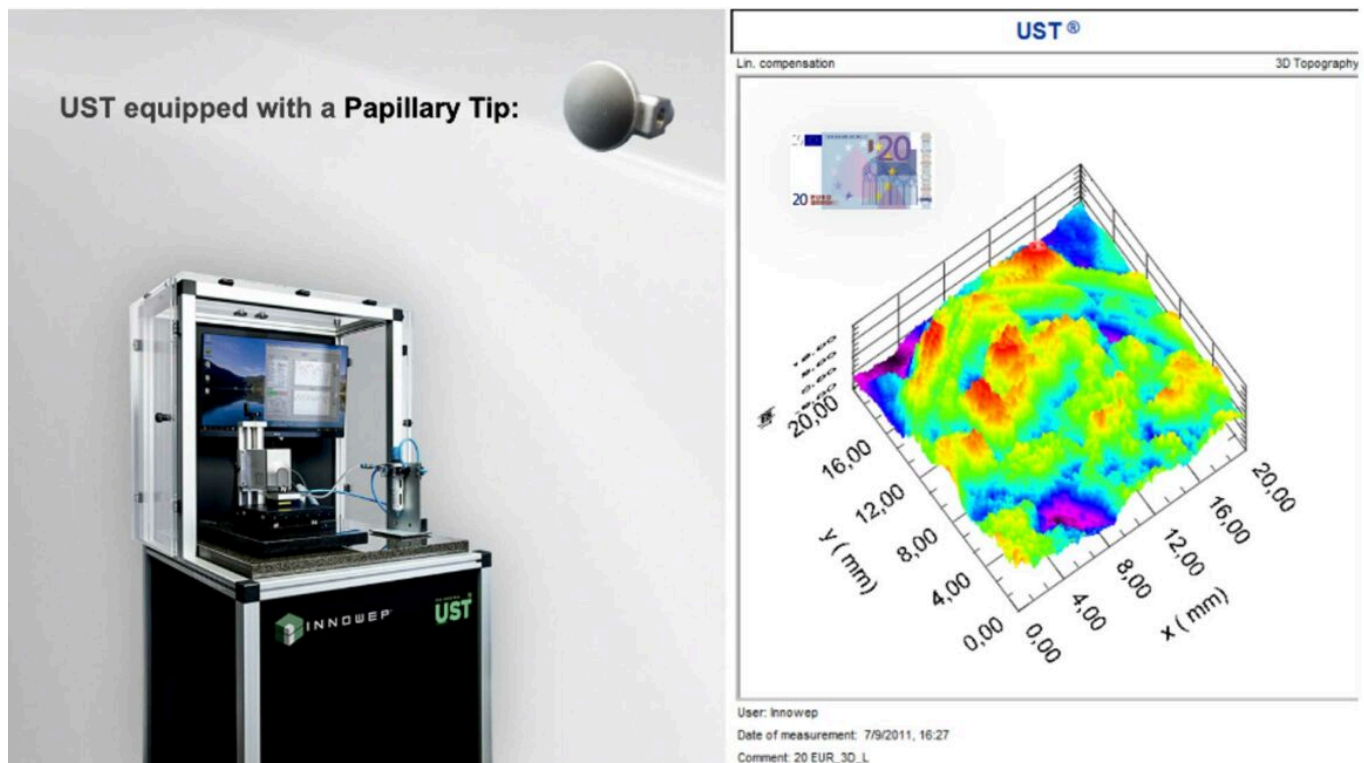 UST equipped with a Papillary Tip:
INNOWEP
UST
UST ®
Lin. compensation
3D Topography
20
20 EURO
20,00
16,00
12,00
8,00
4,00
0,00
y ( mm)
0,00
4,00
8,00
12,00
16,00
20,00
x ( mm)
User: Innowep
Date of measurement: 7/9/2011, 16:27
Comment: 20 EUR_3D_L